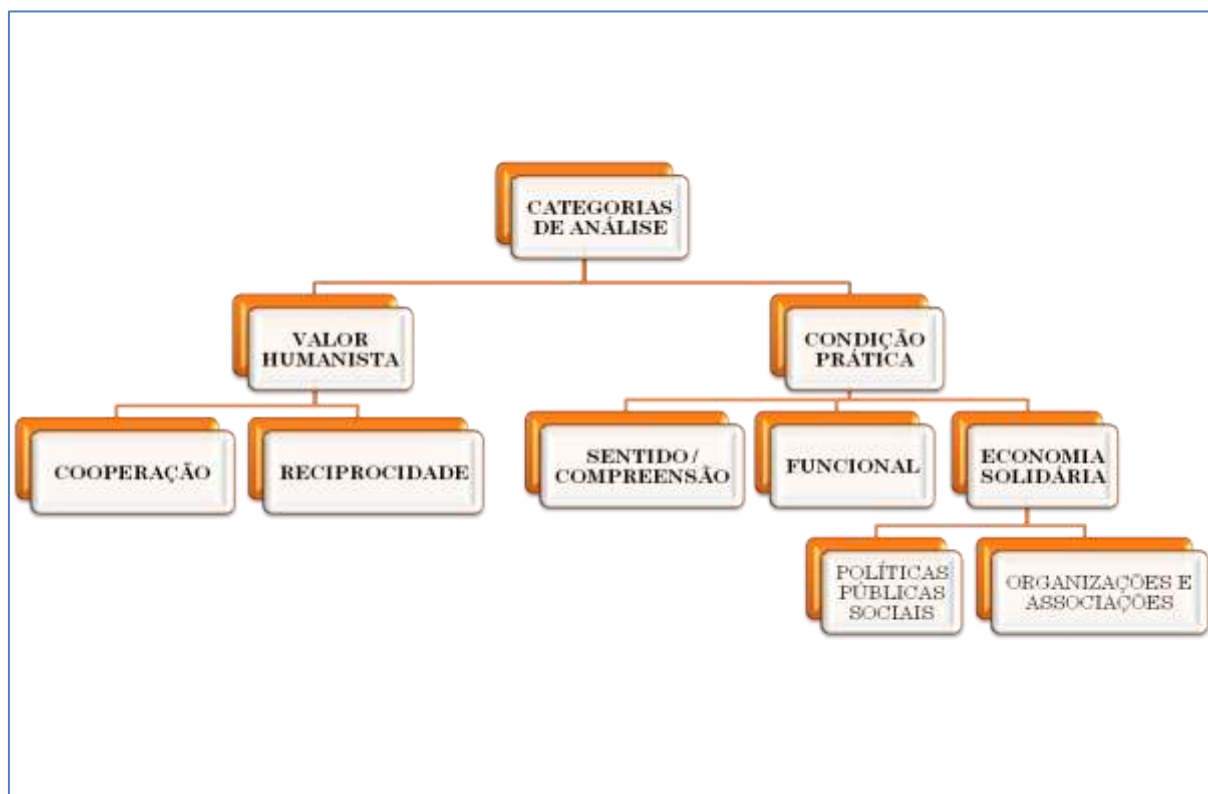 CATEGORIAS
DE ANÁLISE
VALOR
HUMANISTA
CONDIÇÃO
PRÁTICA
COOPERAÇÃO
RECIPROCIDADE
SENTIDO /
COMPREENSÃO
FUNCIONAL
ECONOMIA
SOLIDÁRIA
POLÍTICAS
PÚBLICAS
SOCIAIS
ORGANIZAÇÕES E
ASSOCIAÇÕES